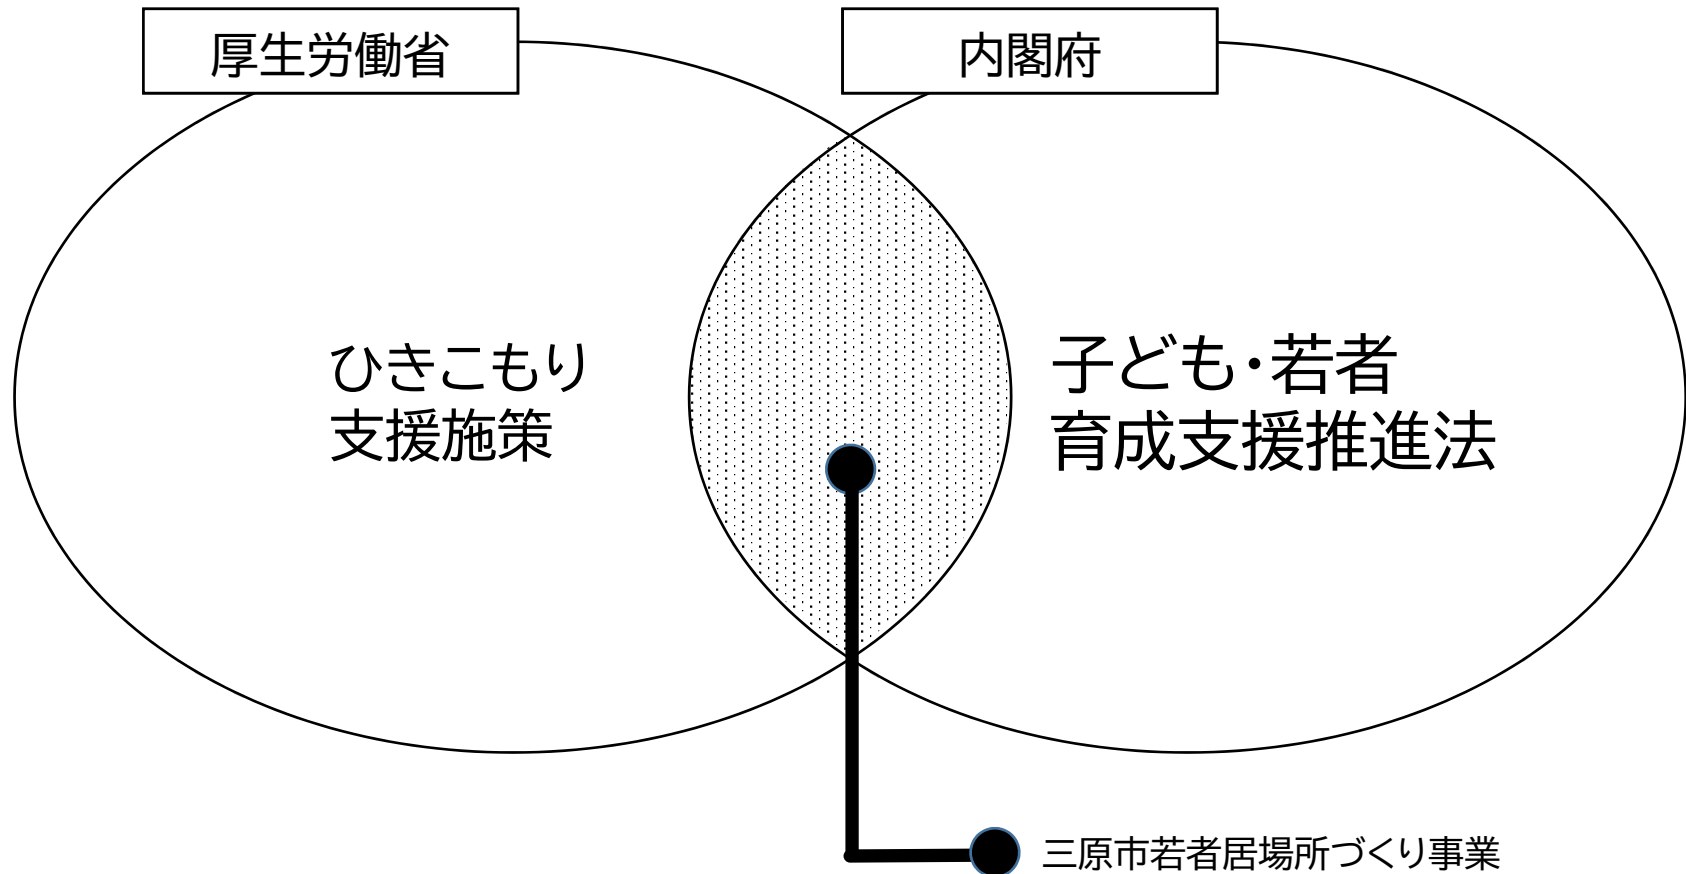 厚生労働省
内閣府
ひきこもり
支援施策
子ども・若者
育成支援推進法
三原市若者居場所づくり事業